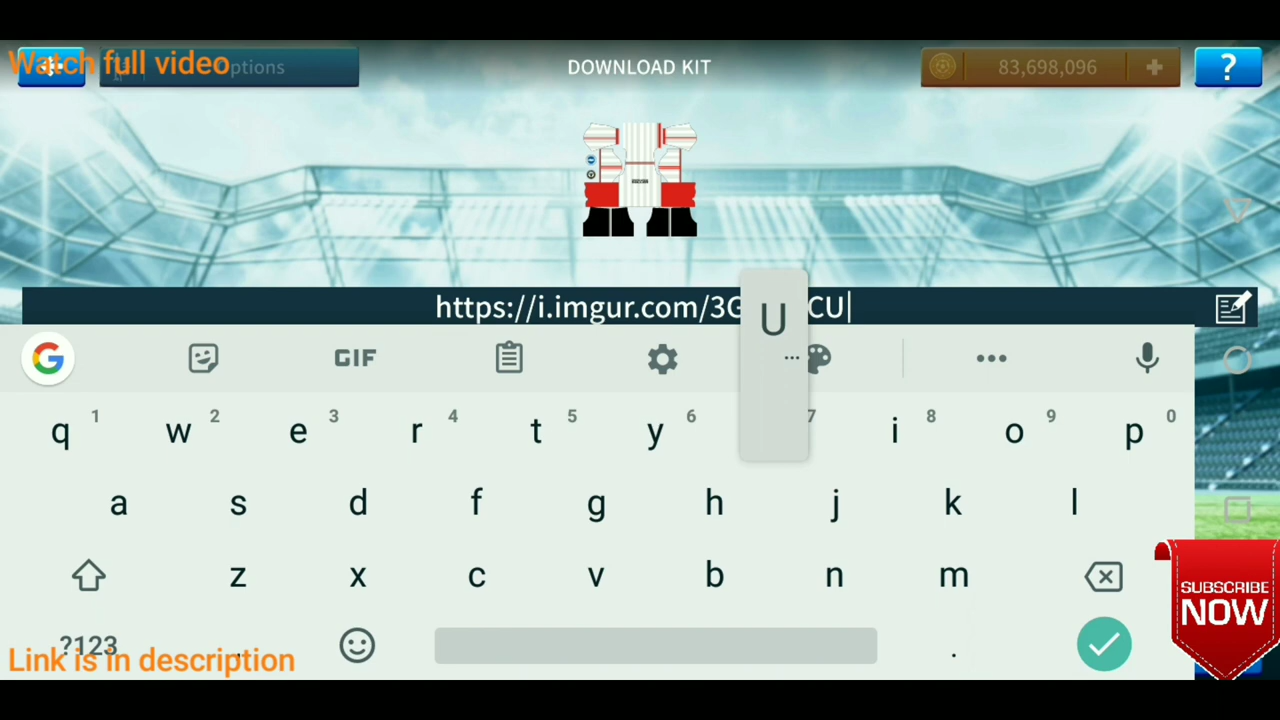 Watch full video
ptions
DOWNLOAD KIT
83,698,096
+
?
https://i.imgur.com/3G
CU
U
...
G
GIF
1 2 3 4 5 6 7 8 9 0
q w e r t y i o p
a s d f g h j k l
z x c v b n m
?123
, .
Link is in description
SUBSCRIBE
NOW